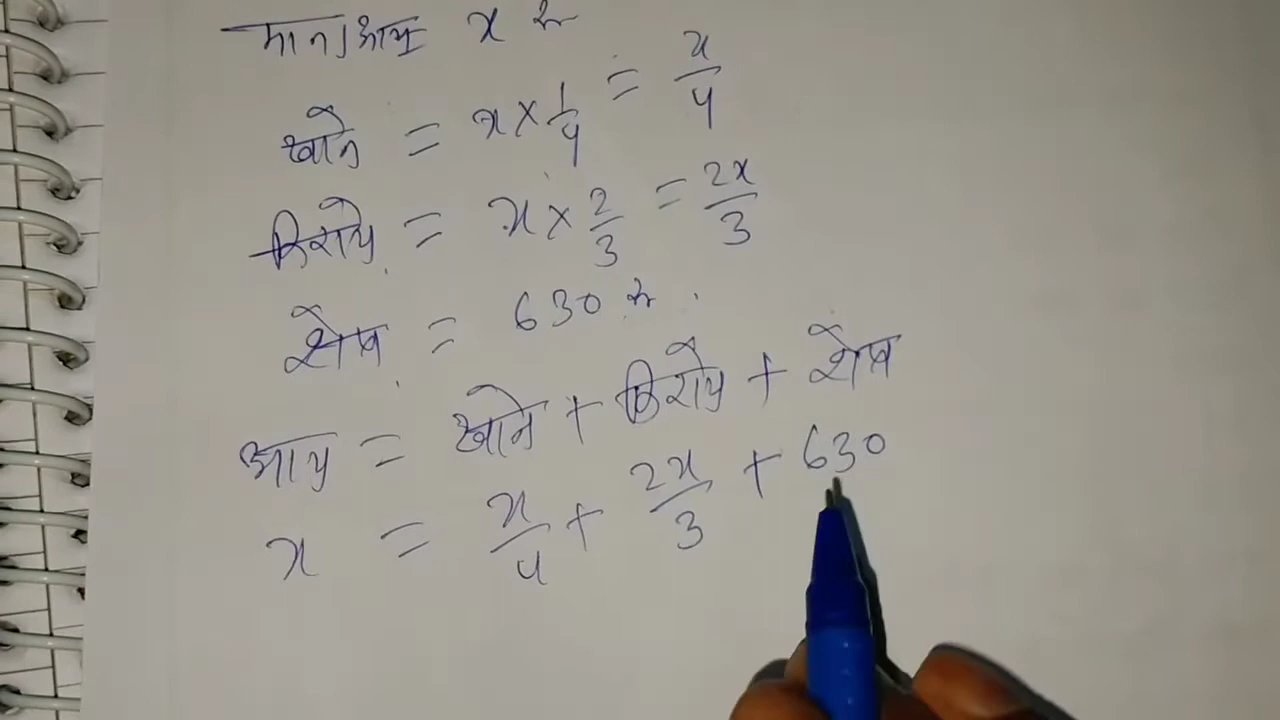 माना आय x रु
खाने = x × 1/4 = x/4
किराये = x × 2/3 = 2x/3
शेष = 630 रु.
आय = खाने + किराये + शेष
x = x/4 + 2x/3 + 630